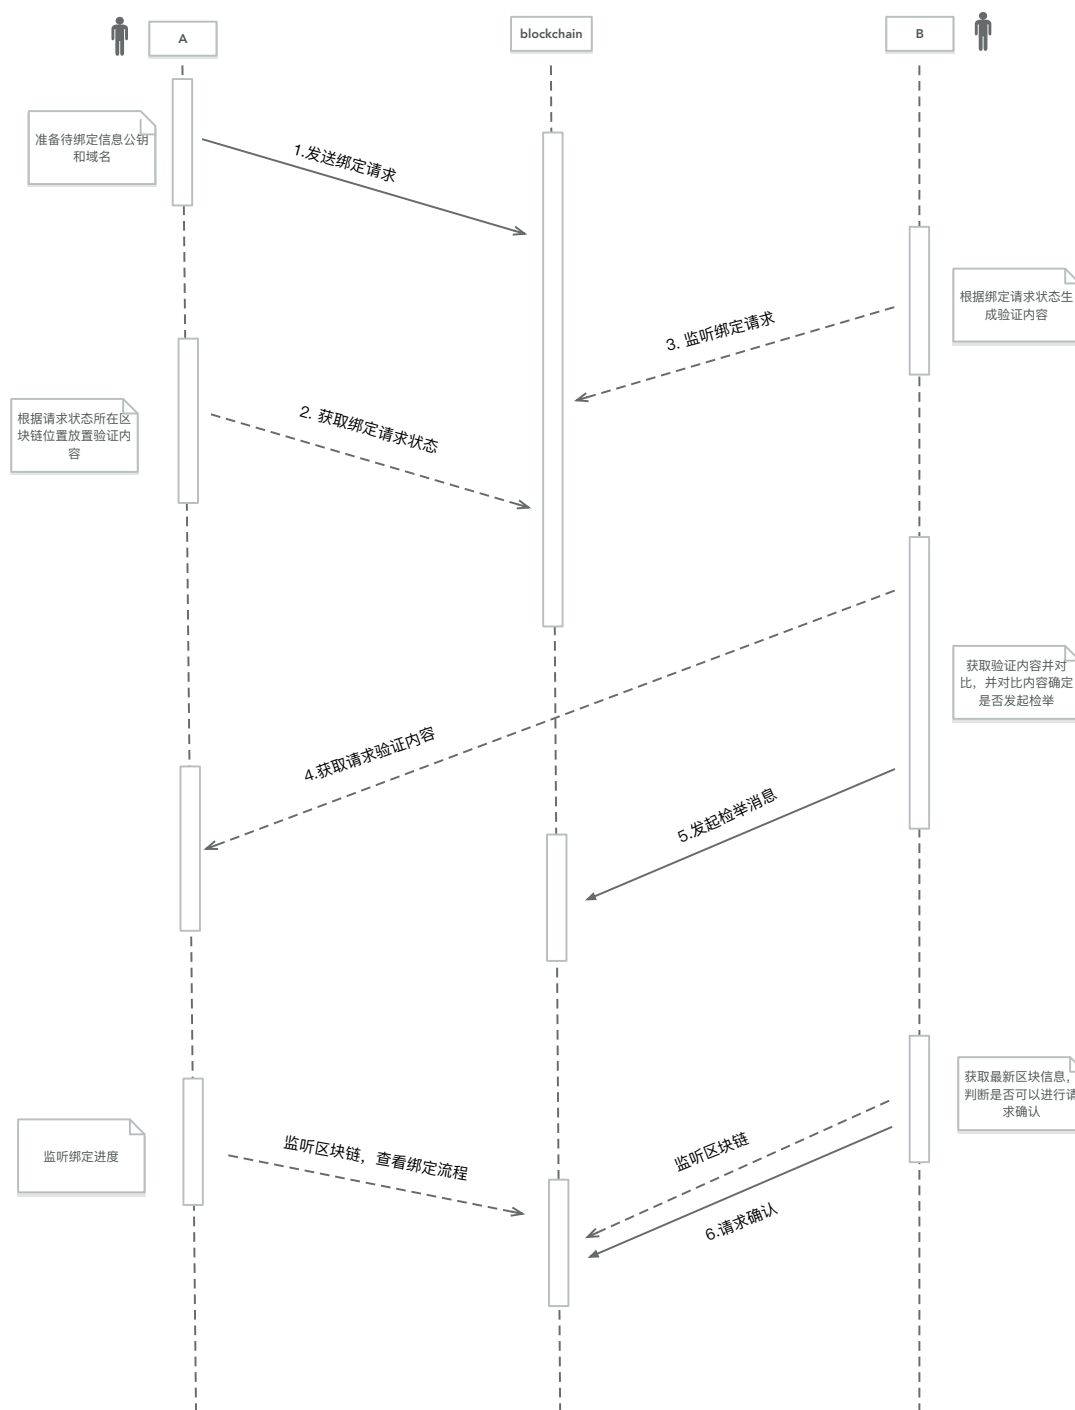 A
blockchain
B
准备待绑定信息公钥
和域名
1.发送绑定请求
根据绑定请求状态生
成验证内容
3. 监听绑定请求
根据请求状态所在区
块链位置放置验证内
容
2. 获取绑定请求状态
获取验证内容并对
比，并对比内容确定
是否发起检举
4.获取请求验证内容
5.发起检举消息
获取最新区块信息，
判断是否可以进行请
求确认
监听绑定进度
监听区块链，查看绑定流程
监听区块链
6.请求确认